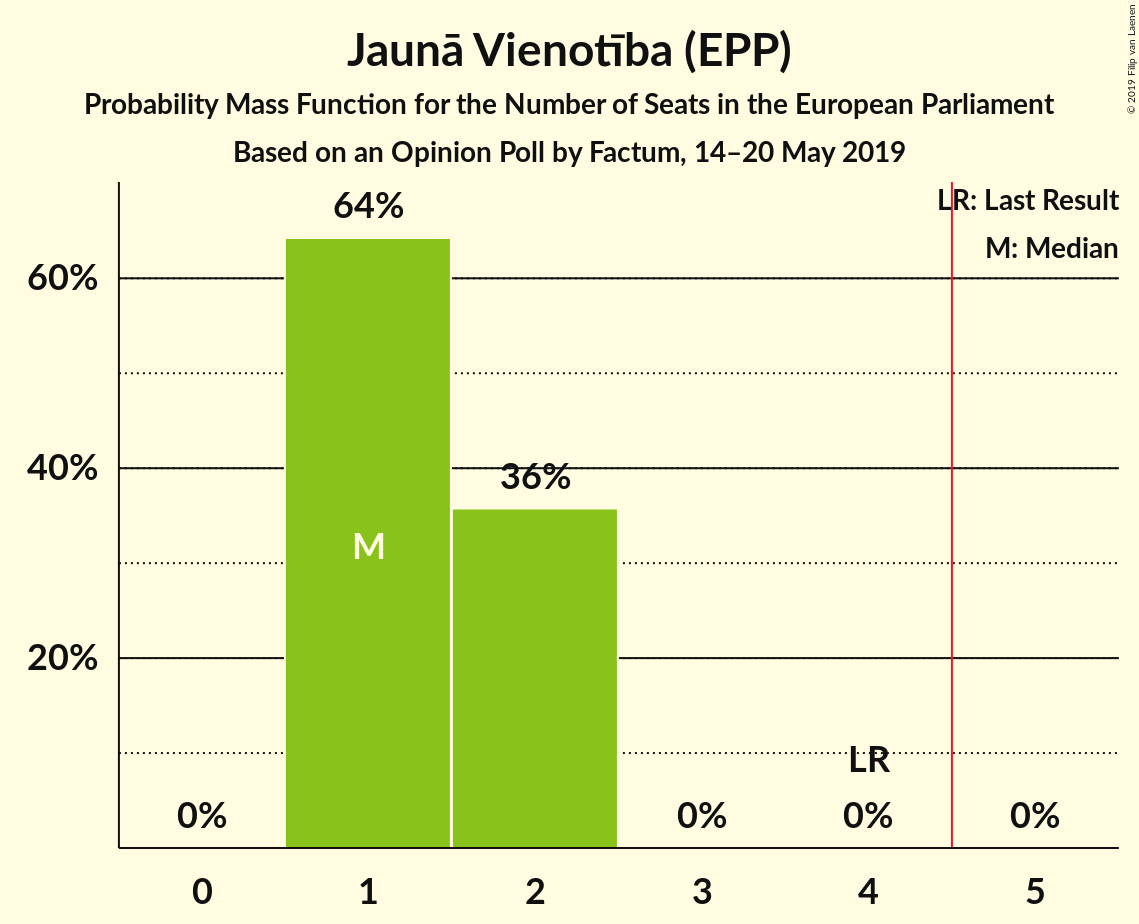 Jaunā Vienotība (EPP)
Probability Mass Function for the Number of Seats in the European Parliament
Based on an Opinion Poll by Factum, 14–20 May 2019
© 2019 Filip van Laenen
LR: Last Result
M: Median
64%
60%
40%
36%
M
20%
LR
0%
0%
0%
0%
0 1 2 3 4 5